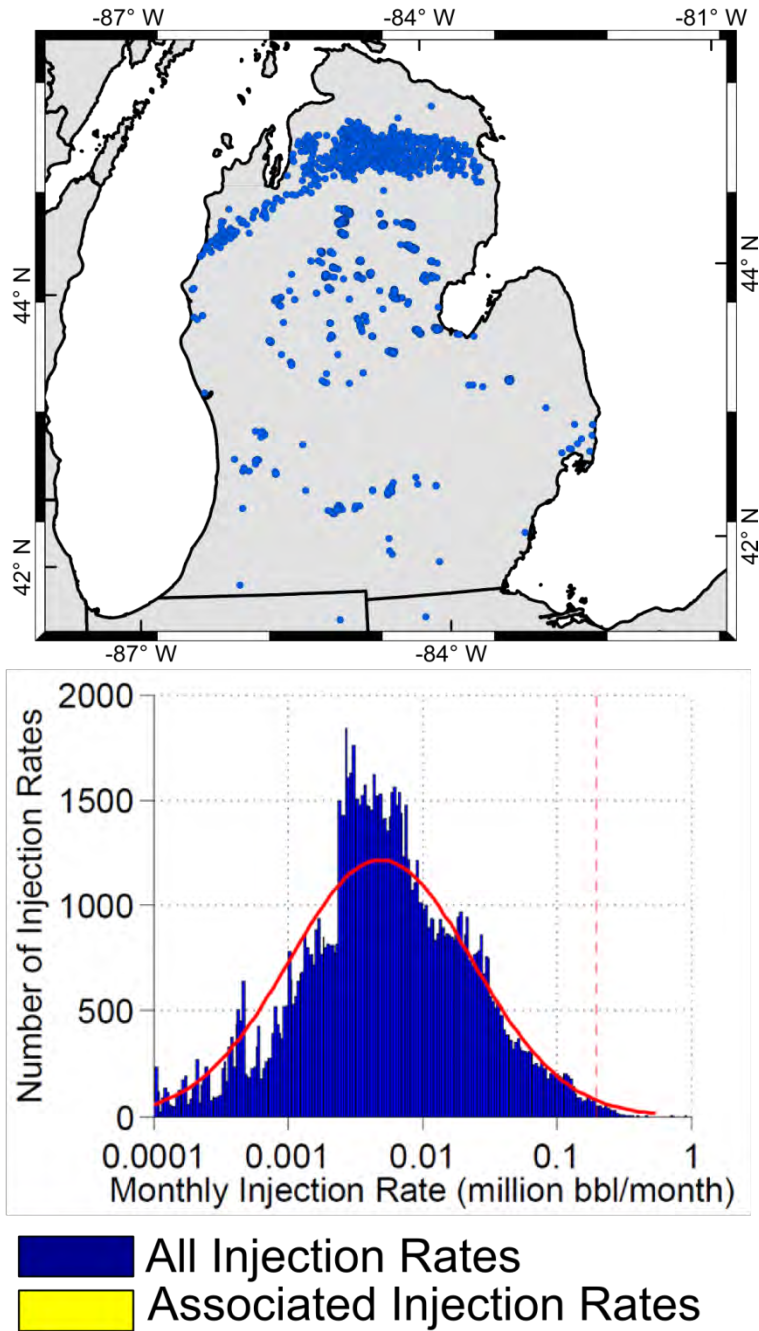 -87° W
-84° W
-81° W
44° N
44° N
42° N
42° N
-87° W
-84° W
2000
1500
1000
500
0
Number of Injection Rates
0.0001
0.001
0.01
0.1
1
Monthly Injection Rate (million bbl/month)
All Injection Rates
Associated Injection Rates